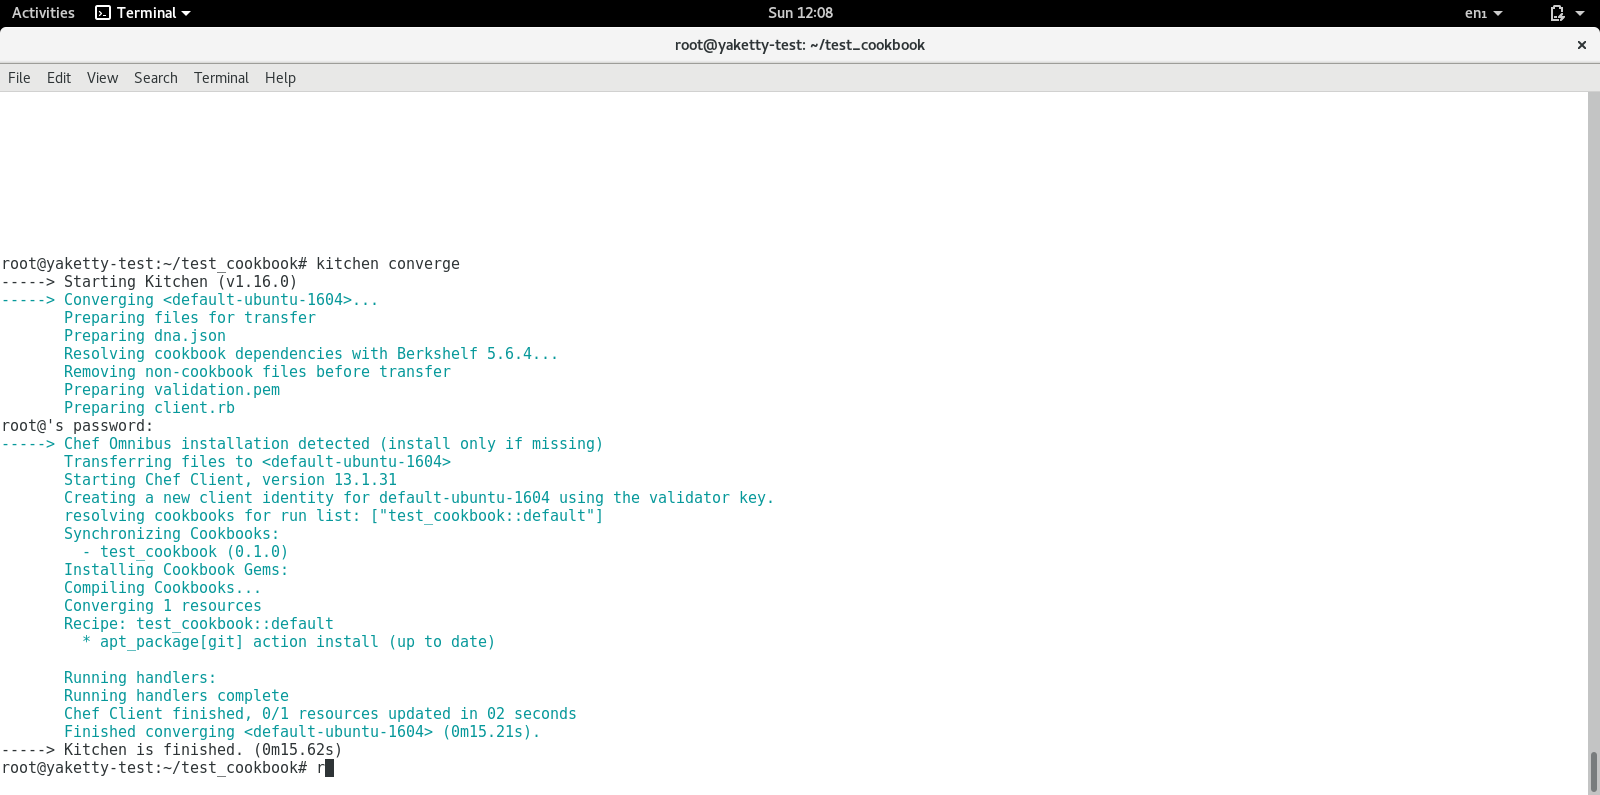 Activities Terminal Sun 12:08 en₁
root@yaketty-test: ~/test_cookbook ×
File Edit View Search Terminal Help
root@yaketty-test:~/test_cookbook# kitchen converge
-----> Starting Kitchen (v1.16.0)
-----> Converging <default-ubuntu-1604>...
       Preparing files for transfer
       Preparing dna.json
       Resolving cookbook dependencies with Berkshelf 5.6.4...
       Removing non-cookbook files before transfer
       Preparing validation.pem
       Preparing client.rb
root@'s password:
-----> Chef Omnibus installation detected (install only if missing)
       Transferring files to <default-ubuntu-1604>
       Starting Chef Client, version 13.1.31
       Creating a new client identity for default-ubuntu-1604 using the validator key.
       resolving cookbooks for run list: ["test_cookbook::default"]
       Synchronizing Cookbooks:
         - test_cookbook (0.1.0)
       Installing Cookbook Gems:
       Compiling Cookbooks...
       Converging 1 resources
       Recipe: test_cookbook::default
         * apt_package[git] action install (up to date)
       Running handlers:
       Running handlers complete
       Chef Client finished, 0/1 resources updated in 02 seconds
       Finished converging <default-ubuntu-1604> (0m15.21s).
-----> Kitchen is finished. (0m15.62s)
root@yaketty-test:~/test_cookbook# r